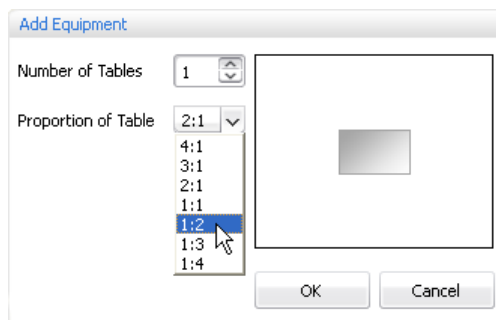 Add Equipment
Number of Tables 1
Proportion of Table 2:1
4:1
3:1
2:1
1:1
1:2
1:3
1:4
OK Cancel